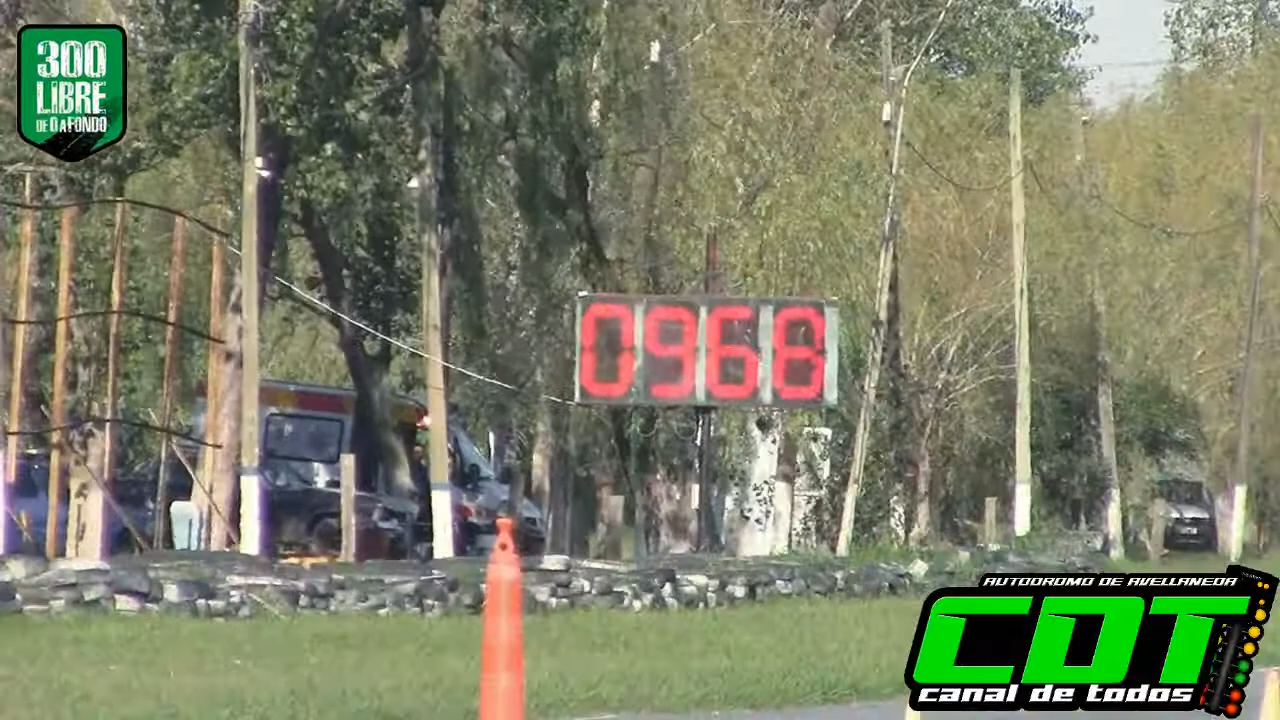 300
LIBRE
DE 0 A FONDO
0968
AUTODROMO DE AVELLANEDA
CDT
canal de todos